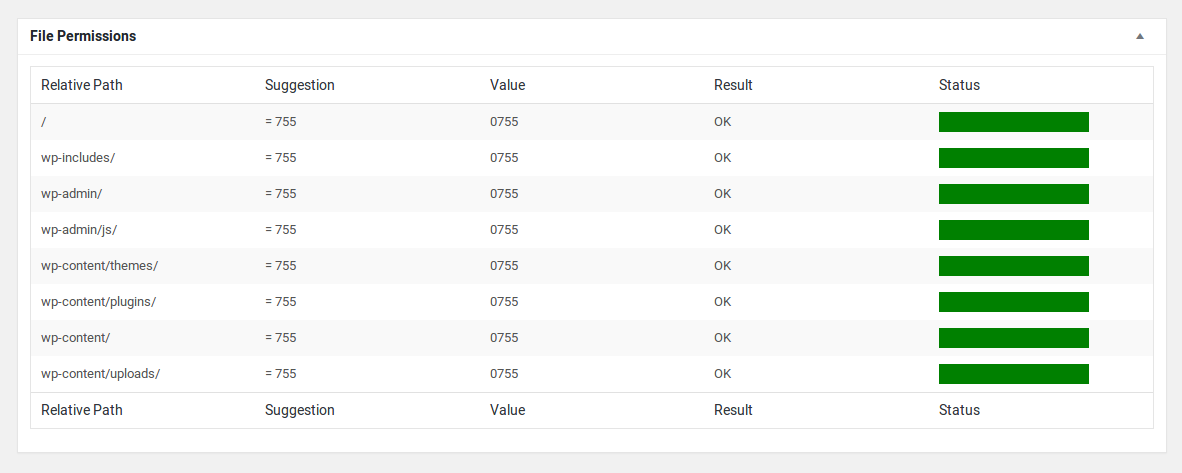 File Permissions
Relative Path Suggestion Value Result Status
/ = 755 0755 OK
wp-includes/ = 755 0755 OK
wp-admin/ = 755 0755 OK
wp-admin/js/ = 755 0755 OK
wp-content/themes/ = 755 0755 OK
wp-content/plugins/ = 755 0755 OK
wp-content/ = 755 0755 OK
wp-content/uploads/ = 755 0755 OK
Relative Path Suggestion Value Result Status